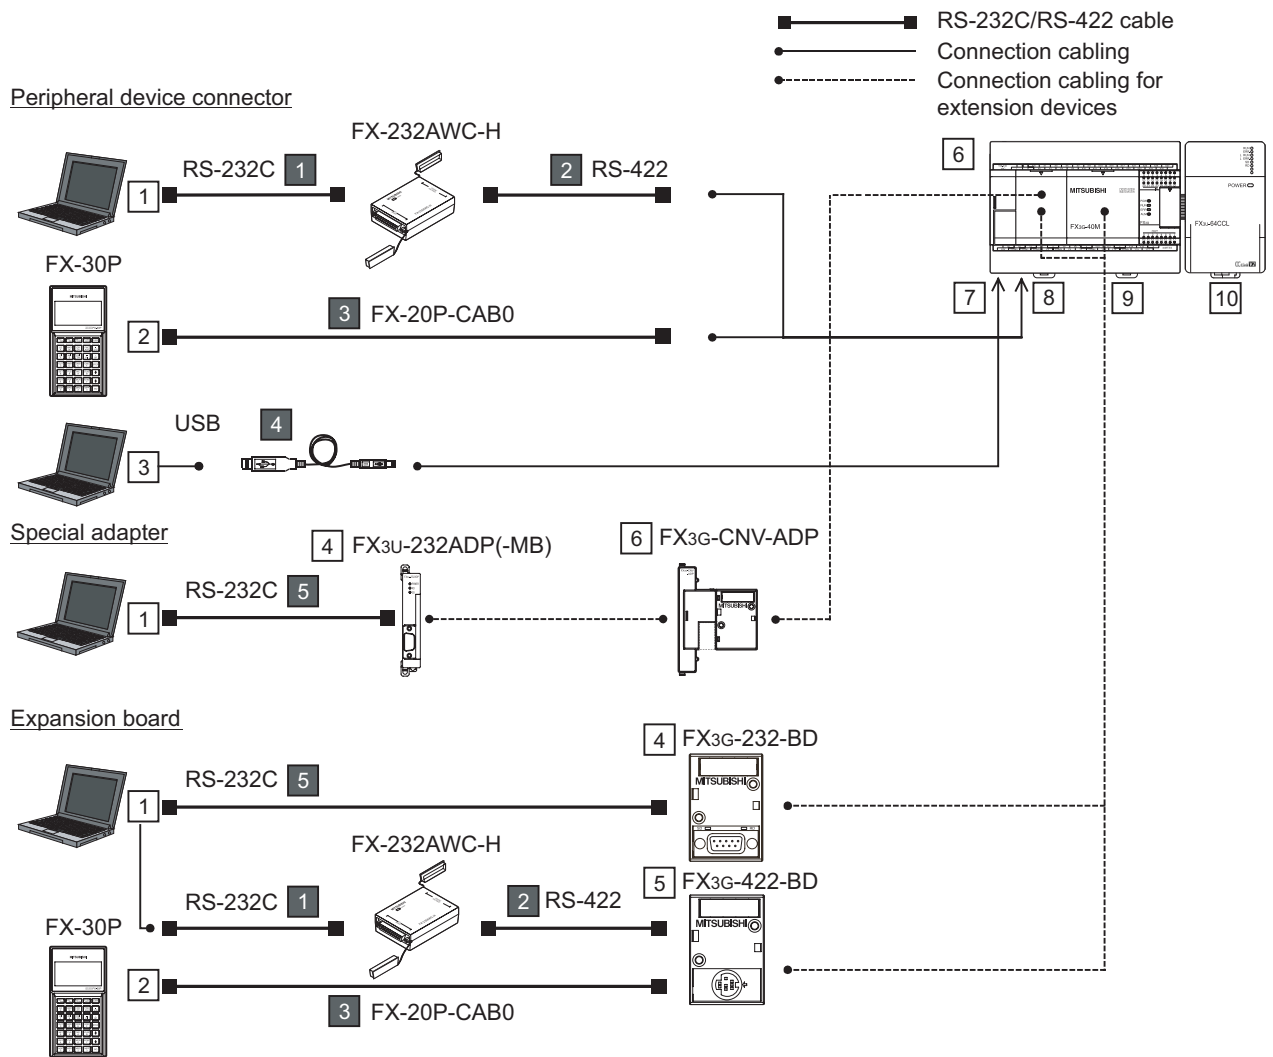 RS-232C/RS-422 cable
Connection cabling
Connection cabling for
extension devices
Peripheral device connector
FX-232AWC-H
1 RS-232C 1 2 RS-422
FX-30P
2 3 FX-20P-CAB0
USB 4
3
6
MITSUBISHI
FX3G-40M
POWER
FX3U-64CCL
7 8 9 10
Special adapter
4 FX3U-232ADP(-MB)
6 FX3G-CNV-ADP
RS-232C 5
1
MITSUBISHI
Expansion board
4 FX3G-232-BD
RS-232C 5
1
MITSUBISHI
FX-232AWC-H
5 FX3G-422-BD
RS-232C 1 2 RS-422
MITSUBISHI
FX-30P
2
3 FX-20P-CAB0